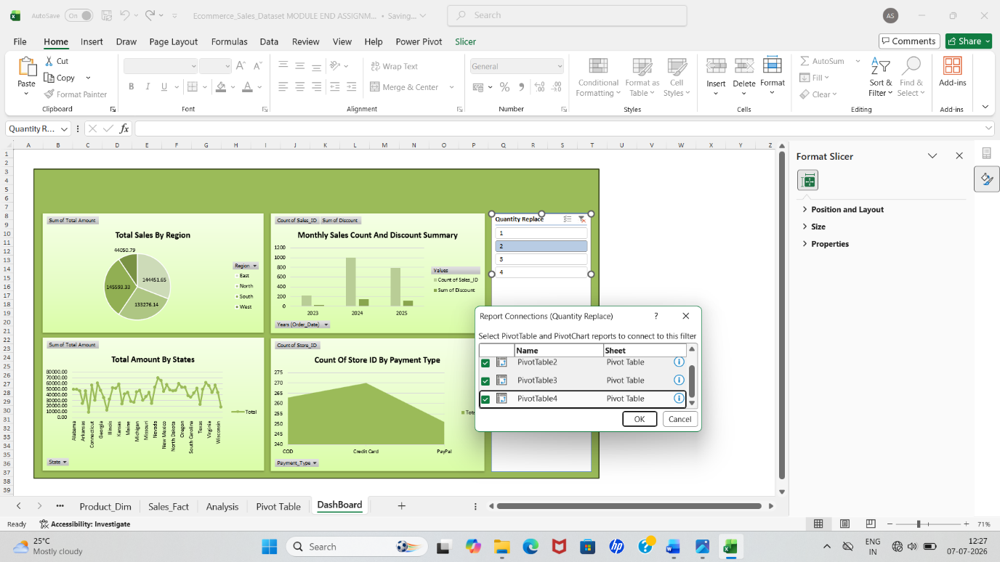 AutoSave Off Ecommerce_Sales_Dataset MODULE END ASSIGNM... • Saving... Search AS
File Home Insert Draw Page Layout Formulas Data Review View Help Power Pivot Slicer Comments Share
Paste Cut Copy Format Painter
Clipboard
B I U
Font
Wrap Text
Merge & Center
Alignment
General
Number
Conditional Formatting Format as Table Cell Styles
Styles
Insert Delete Format
Cells
AutoSum Fill Clear Sort & Filter Find & Select
Editing
Add-ins
Add-ins
Quantity R... fx
A B C D E F G H I J K L M N O P Q R S T U V W X Y Z
1
2
3
4
5
6
7
8
9
10
11
12
13
14
15
16
17
18
19
20
21
22
23
24
25
26
27
28
29
30
31
32
33
34
35
36
37
38
39
Sum of Total Amount
Total Sales By Region
44050.79
144451.65
145593.33
133276.14
Region
East
North
South
West
Count of Sales_ID Sum of Discount
Monthly Sales Count And Discount Summary
1200
1000
800
600
400
200
0
2023 2024 2025
Values
Count of Sales_ID
Sum of Discount
Years (Order_Date)
Quantity Replace
1
2
3
4
Sum of Total Amount
Total Amount By States
80000.00
70000.00
60000.00
50000.00
40000.00
30000.00
20000.00
10000.00
0.00
Alabama Arkansas Connecticut Georgia Illinois Kansas Maine Michigan Missouri Nevada New Mexico North Dakota Oregon South Carolina Texas Virginia Wisconsin
Total
State
Count of Store_ID
Count Of Store ID By Payment Type
275
270
265
260
255
250
245
240
COD Credit Card PayPal
Payment_Type
Report Connections (Quantity Replace) ?
Select PivotTable and PivotChart reports to connect to this filter
Name Sheet
PivotTable2 Pivot Table
PivotTable3 Pivot Table
PivotTable4 Pivot Table
OK Cancel
Format Slicer
Position and Layout
Size
Properties
Product_Dim Sales_Fact Analysis Pivot Table DashBoard
Ready Accessibility: Investigate 71%
25°C
Mostly cloudy
Search
ENG
IN
12:27
07-07-2026